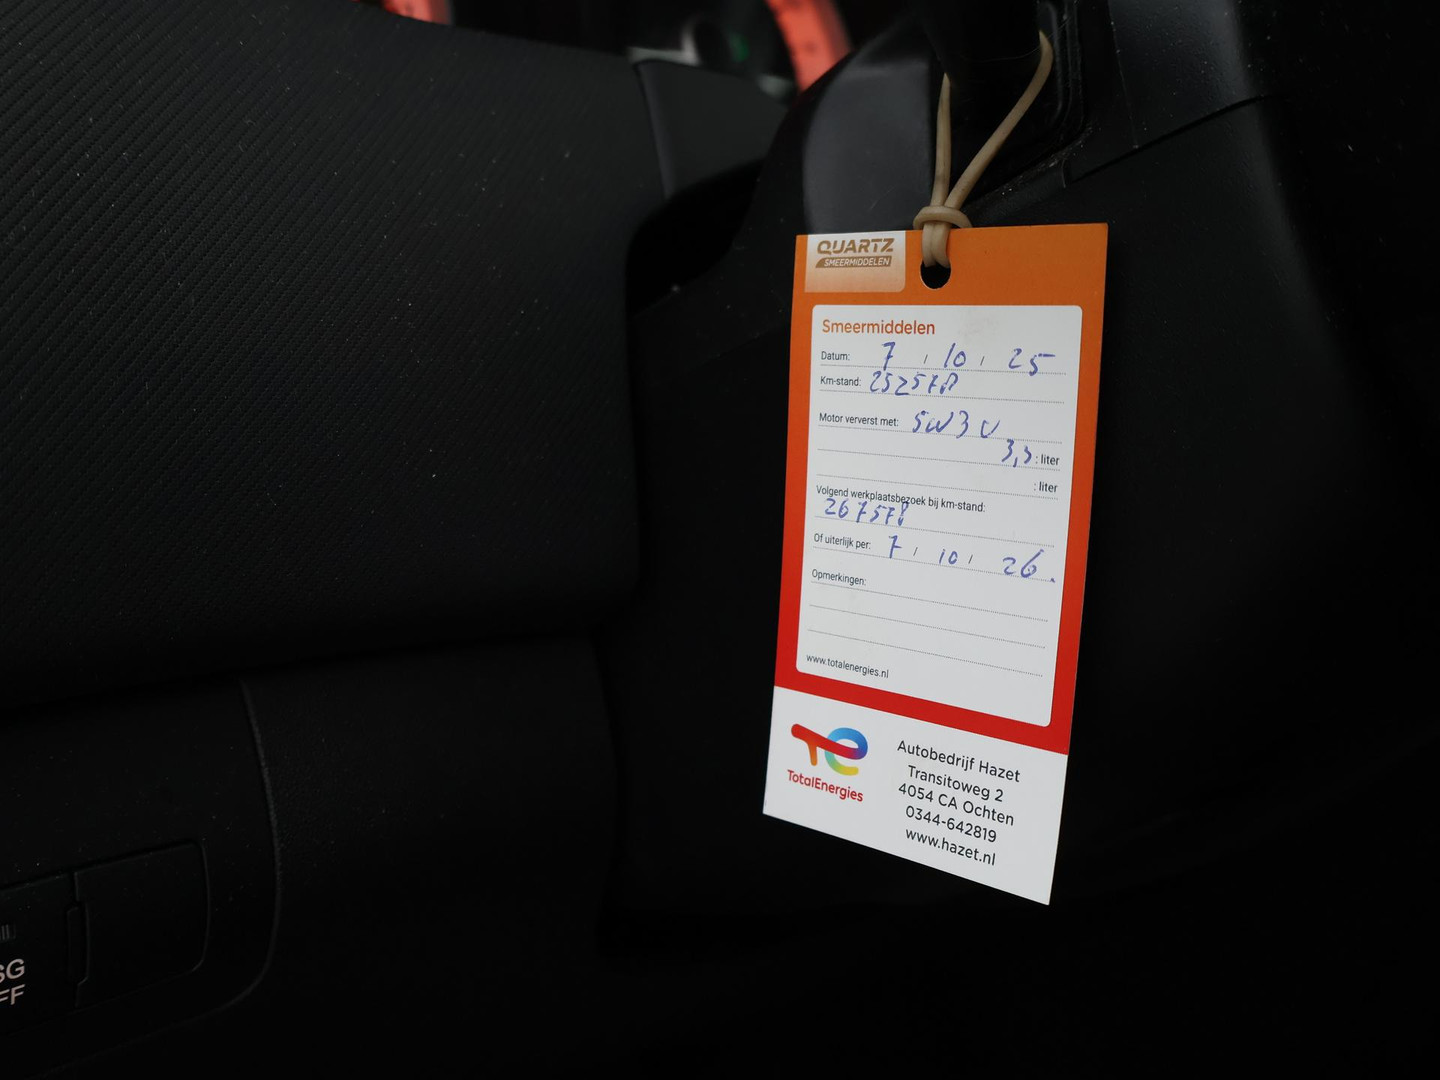 QUARTZ
SMEERMIDDELEN
Smeermiddelen
Datum: 7 / 10 / 25
Km-stand: 252578
Motor ververst met: 5W30
3,3 : liter
: liter
Volgend werkplaatsbezoek bij km-stand:
267578
Of uiterlijk per: 7 / 10 / 26.
Opmerkingen:
www.totalenergies.nl
TotalEnergies
Autobedrijf Hazet
Transitoweg 2
4054 CA Ochten
0344-642819
www.hazet.nl
SG
FF